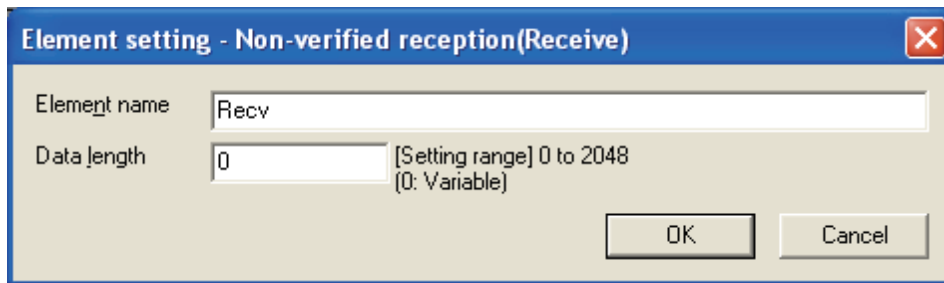 Element setting - Non-verified reception(Receive)
Element name
Recv
Data length
0
[Setting range] 0 to 2048
(0: Variable)
OK
Cancel